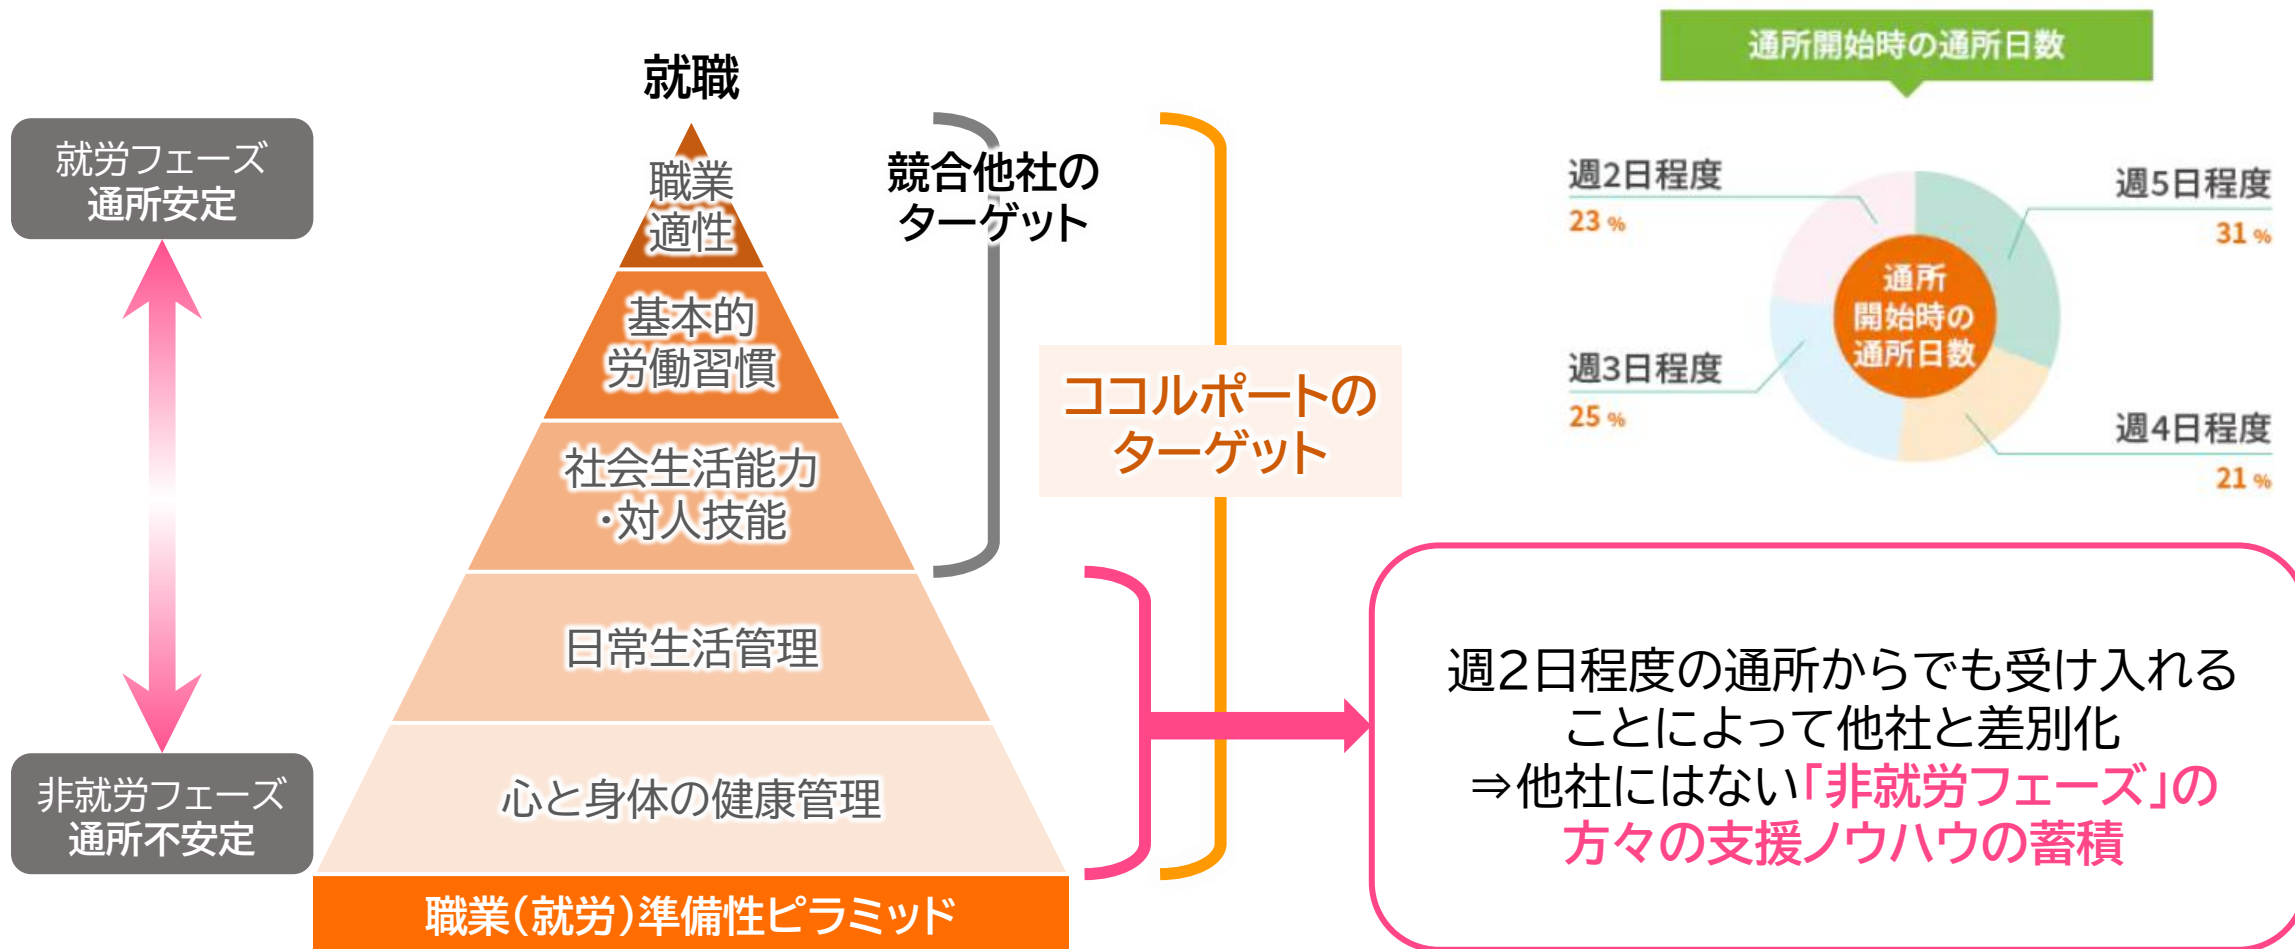 就職
就労フェーズ
通所安定
非就労フェーズ
通所不安定
職業
適性
基本的
労働習慣
社会生活能力
・対人技能
日常生活管理
心と身体の健康管理
職業(就労)準備性ピラミッド
競合他社の
ターゲット
ココルポートの
ターゲット
通所開始時の通所日数
週2日程度
23 %
週5日程度
31 %
通所
開始時の
通所日数
週3日程度
25 %
週4日程度
21 %
週2日程度の通所からでも受け入れる
ことによって他社と差別化
⇒他社にはない「非就労フェーズ」の
方々の支援ノウハウの蓄積